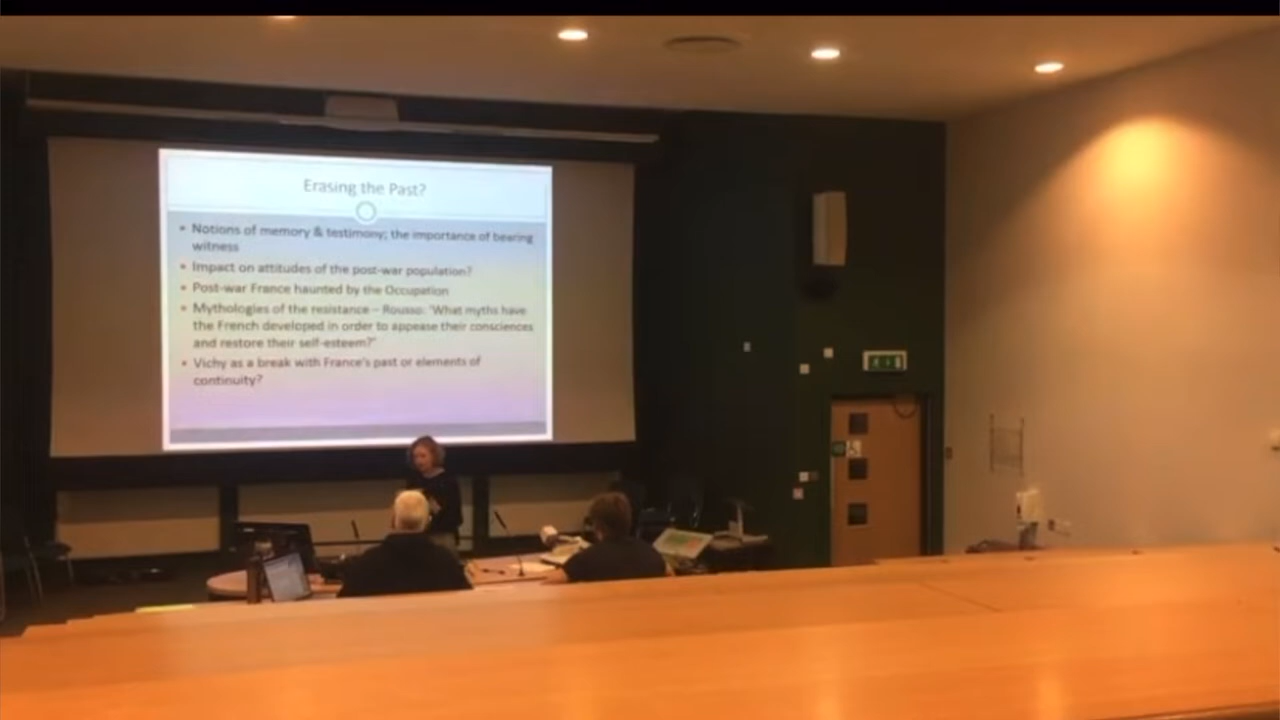 Erasing the Past?
• Notions of memory & testimony; the importance of bearing
witness
• Impact on attitudes of the post-war population?
• Post-war France haunted by the Occupation
• Mythologies of the resistance – Rousso: 'What myths have
the French developed in order to appease their consciences
and restore their self-esteem?'
• Vichy as a break with France's past or elements of
continuity?